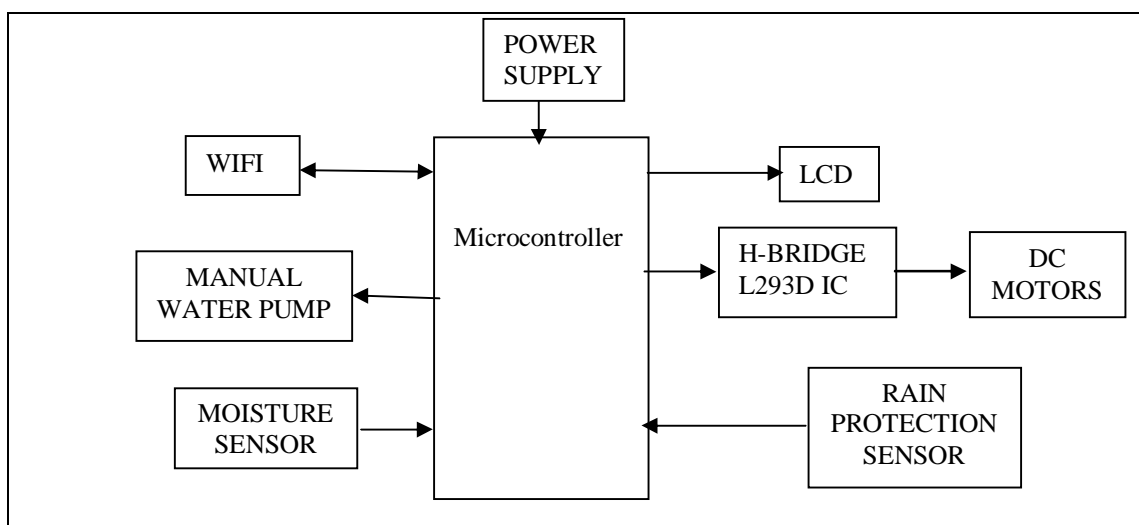 POWER
SUPPLY
WIFI
LCD
Microcontroller
H-BRIDGE
L293D IC
DC
MOTORS
MANUAL
WATER PUMP
MOISTURE
SENSOR
RAIN
PROTECTION
SENSOR